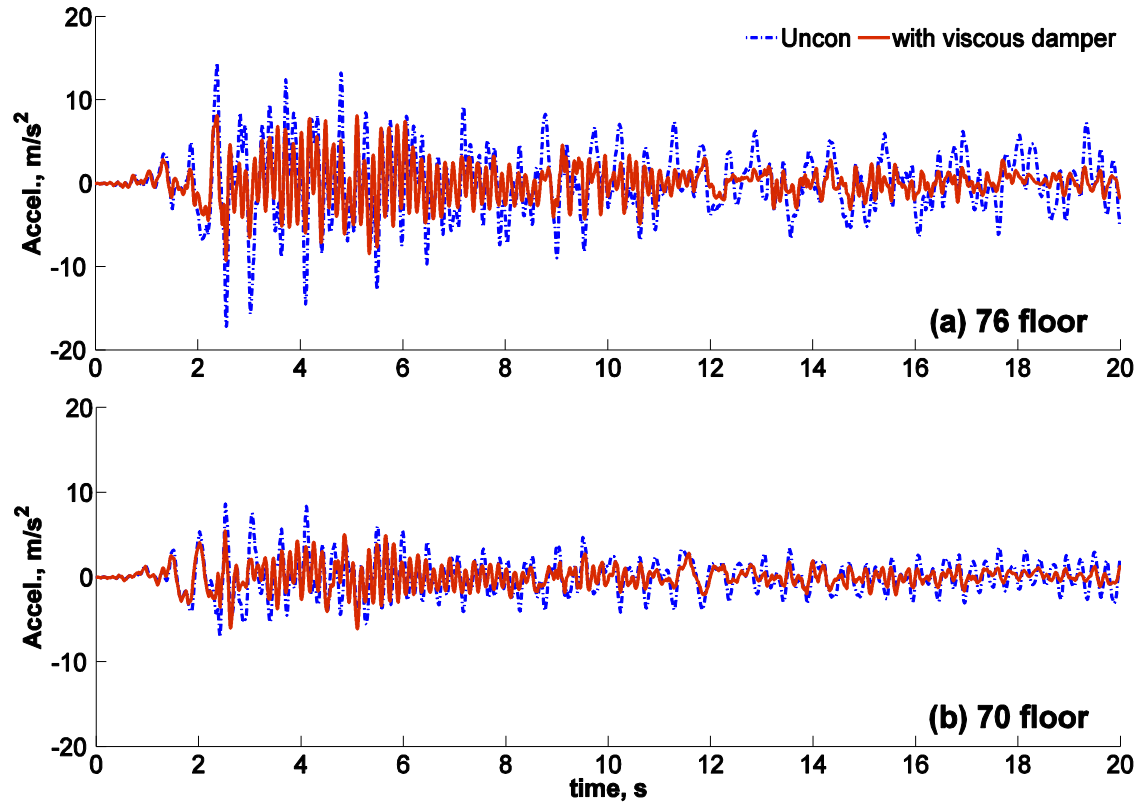 20
Uncon with viscous damper
10
0
-10
-20
Accel., m/s²
(a) 76 floor
0 2 4 6 8 10 12 14 16 18 20
20
10
0
-10
-20
Accel., m/s²
(b) 70 floor
0 2 4 6 8 10 12 14 16 18 20
time, s